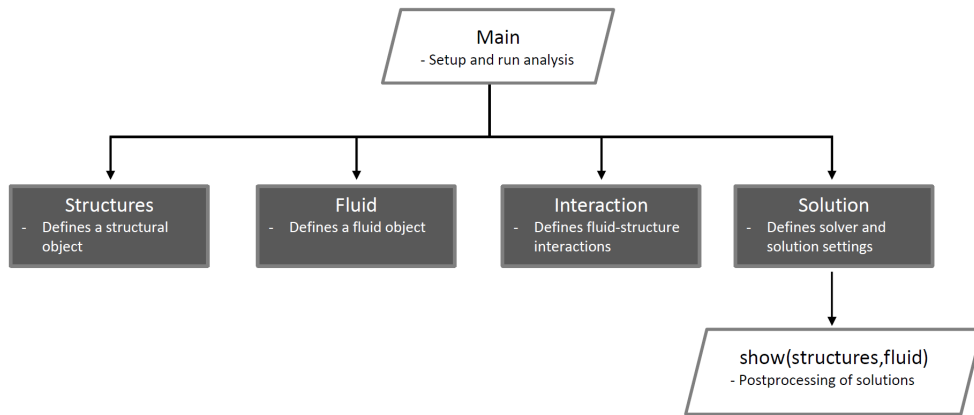 Main
- Setup and run analysis
Structures
- Defines a structural
object
Fluid
- Defines a fluid object
Interaction
- Defines fluid-structure
interactions
Solution
- Defines solver and
solution settings
show(structures,fluid)
- Postprocessing of solutions